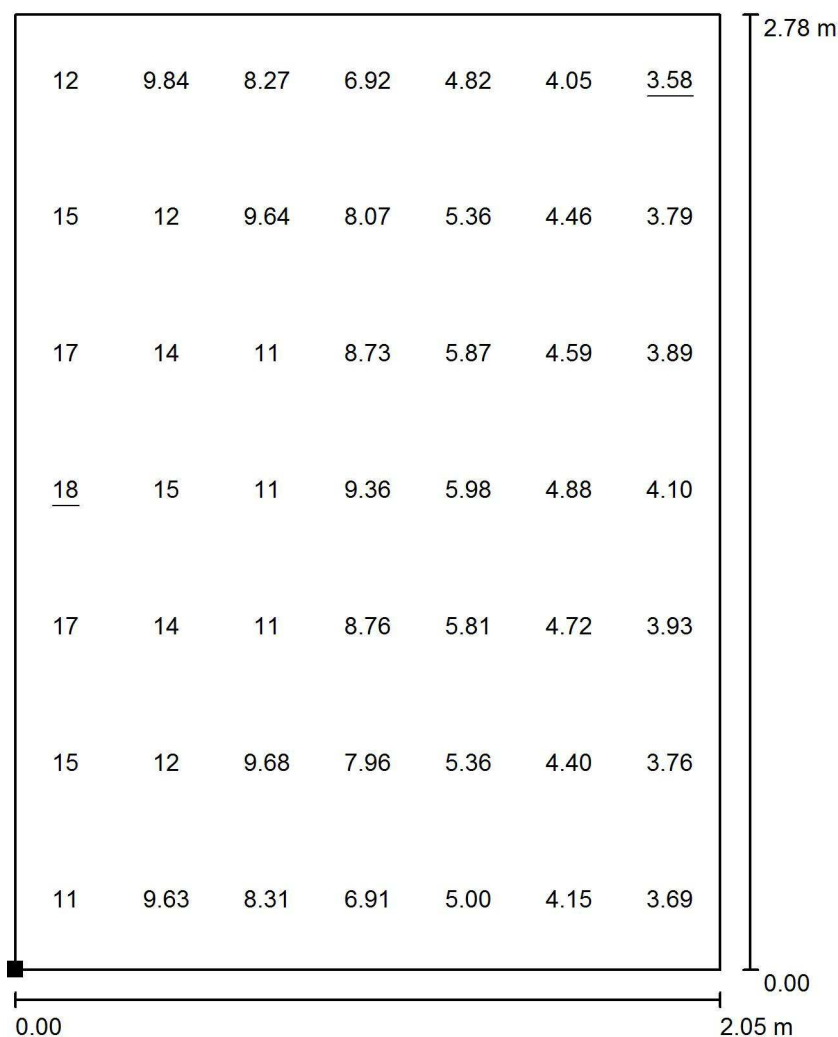 2.78 m
12 9.84 8.27 6.92 4.82 4.05 3.58
15 12 9.64 8.07 5.36 4.46 3.79
17 14 11 8.73 5.87 4.59 3.89
18 15 11 9.36 5.98 4.88 4.10
17 14 11 8.76 5.81 4.72 3.93
15 12 9.68 7.96 5.36 4.40 3.76
11 9.63 8.31 6.91 5.00 4.15 3.69
0.00
0.00 2.05 m